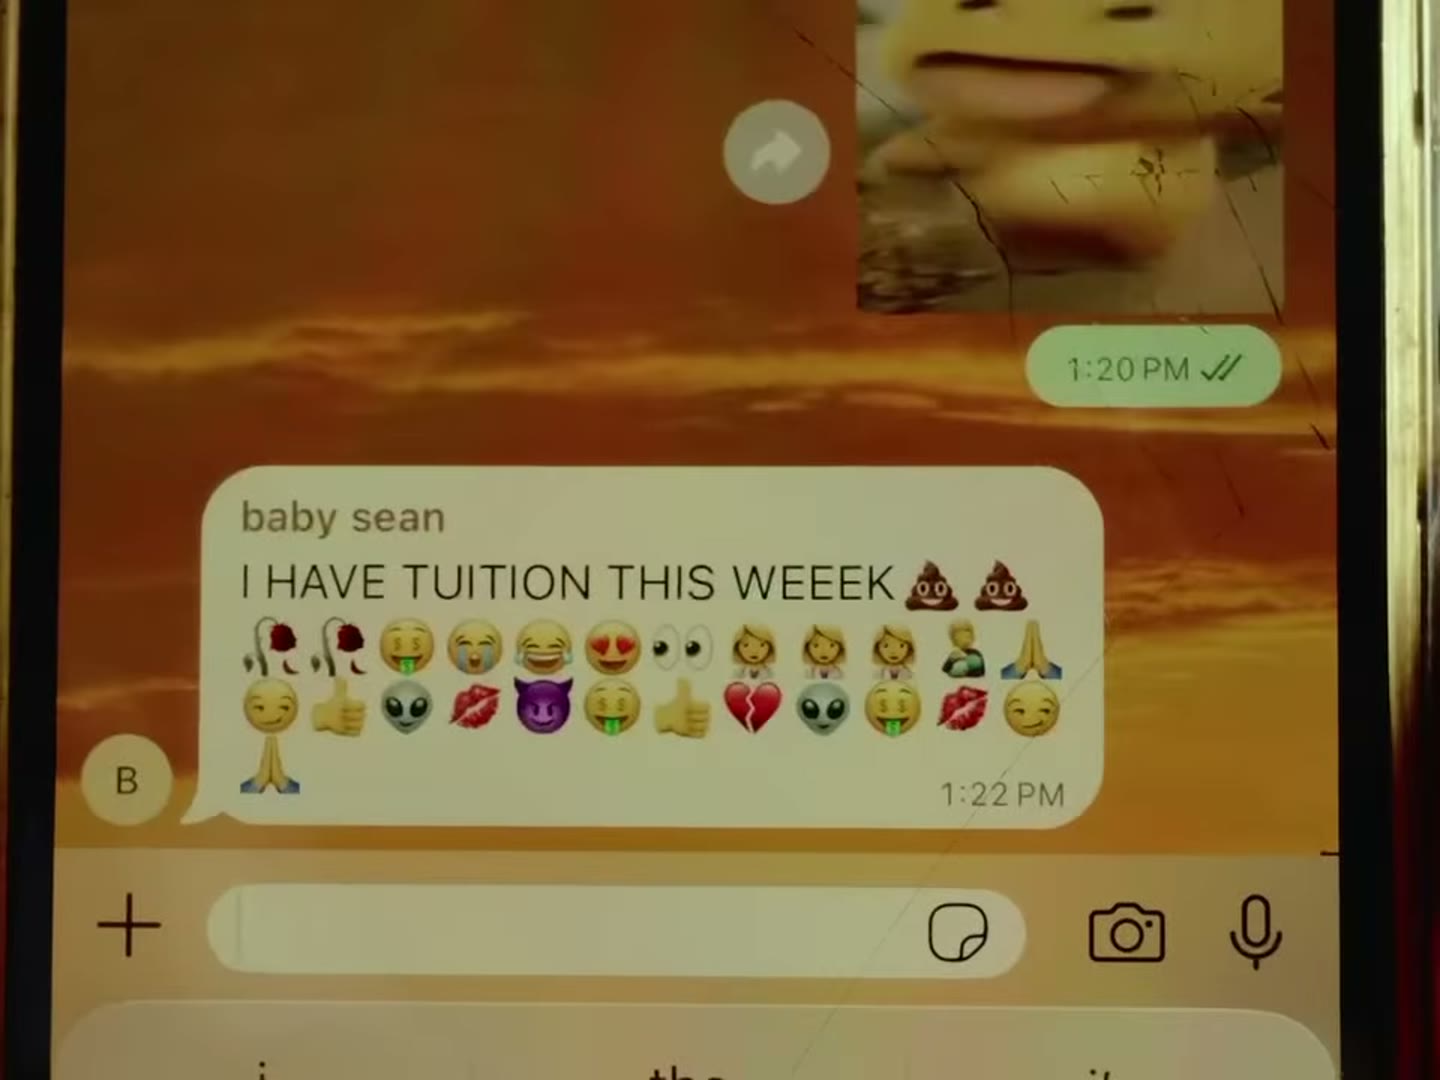 1:20 PM
baby sean
I HAVE TUITION THIS WEEEK 💩 💩
🥀 🥀 🤑 😭 😂 😍 👀 👩‍🍼 👩‍🍼 👩‍🍼 🧑‍🍼 🙏
😏 👍 👽 💋 😈 🤑 👍 💔 👽 🤑 💋 😏
🙏
1:22 PM
B